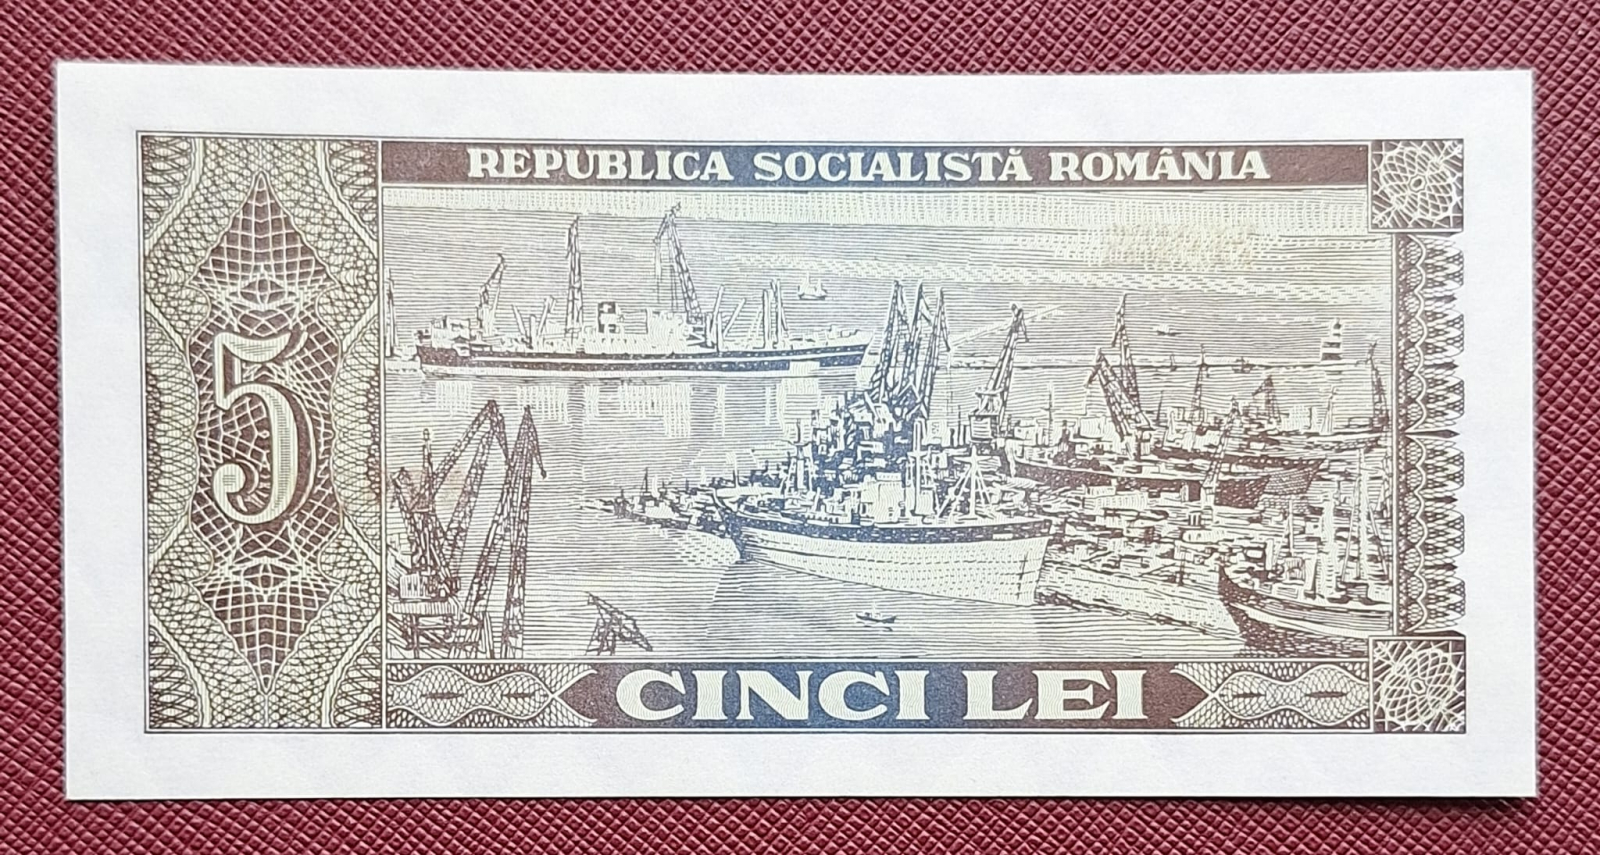 REPUBLICA SOCIALISTĂ ROMÂNIA
5
CINCI LEI